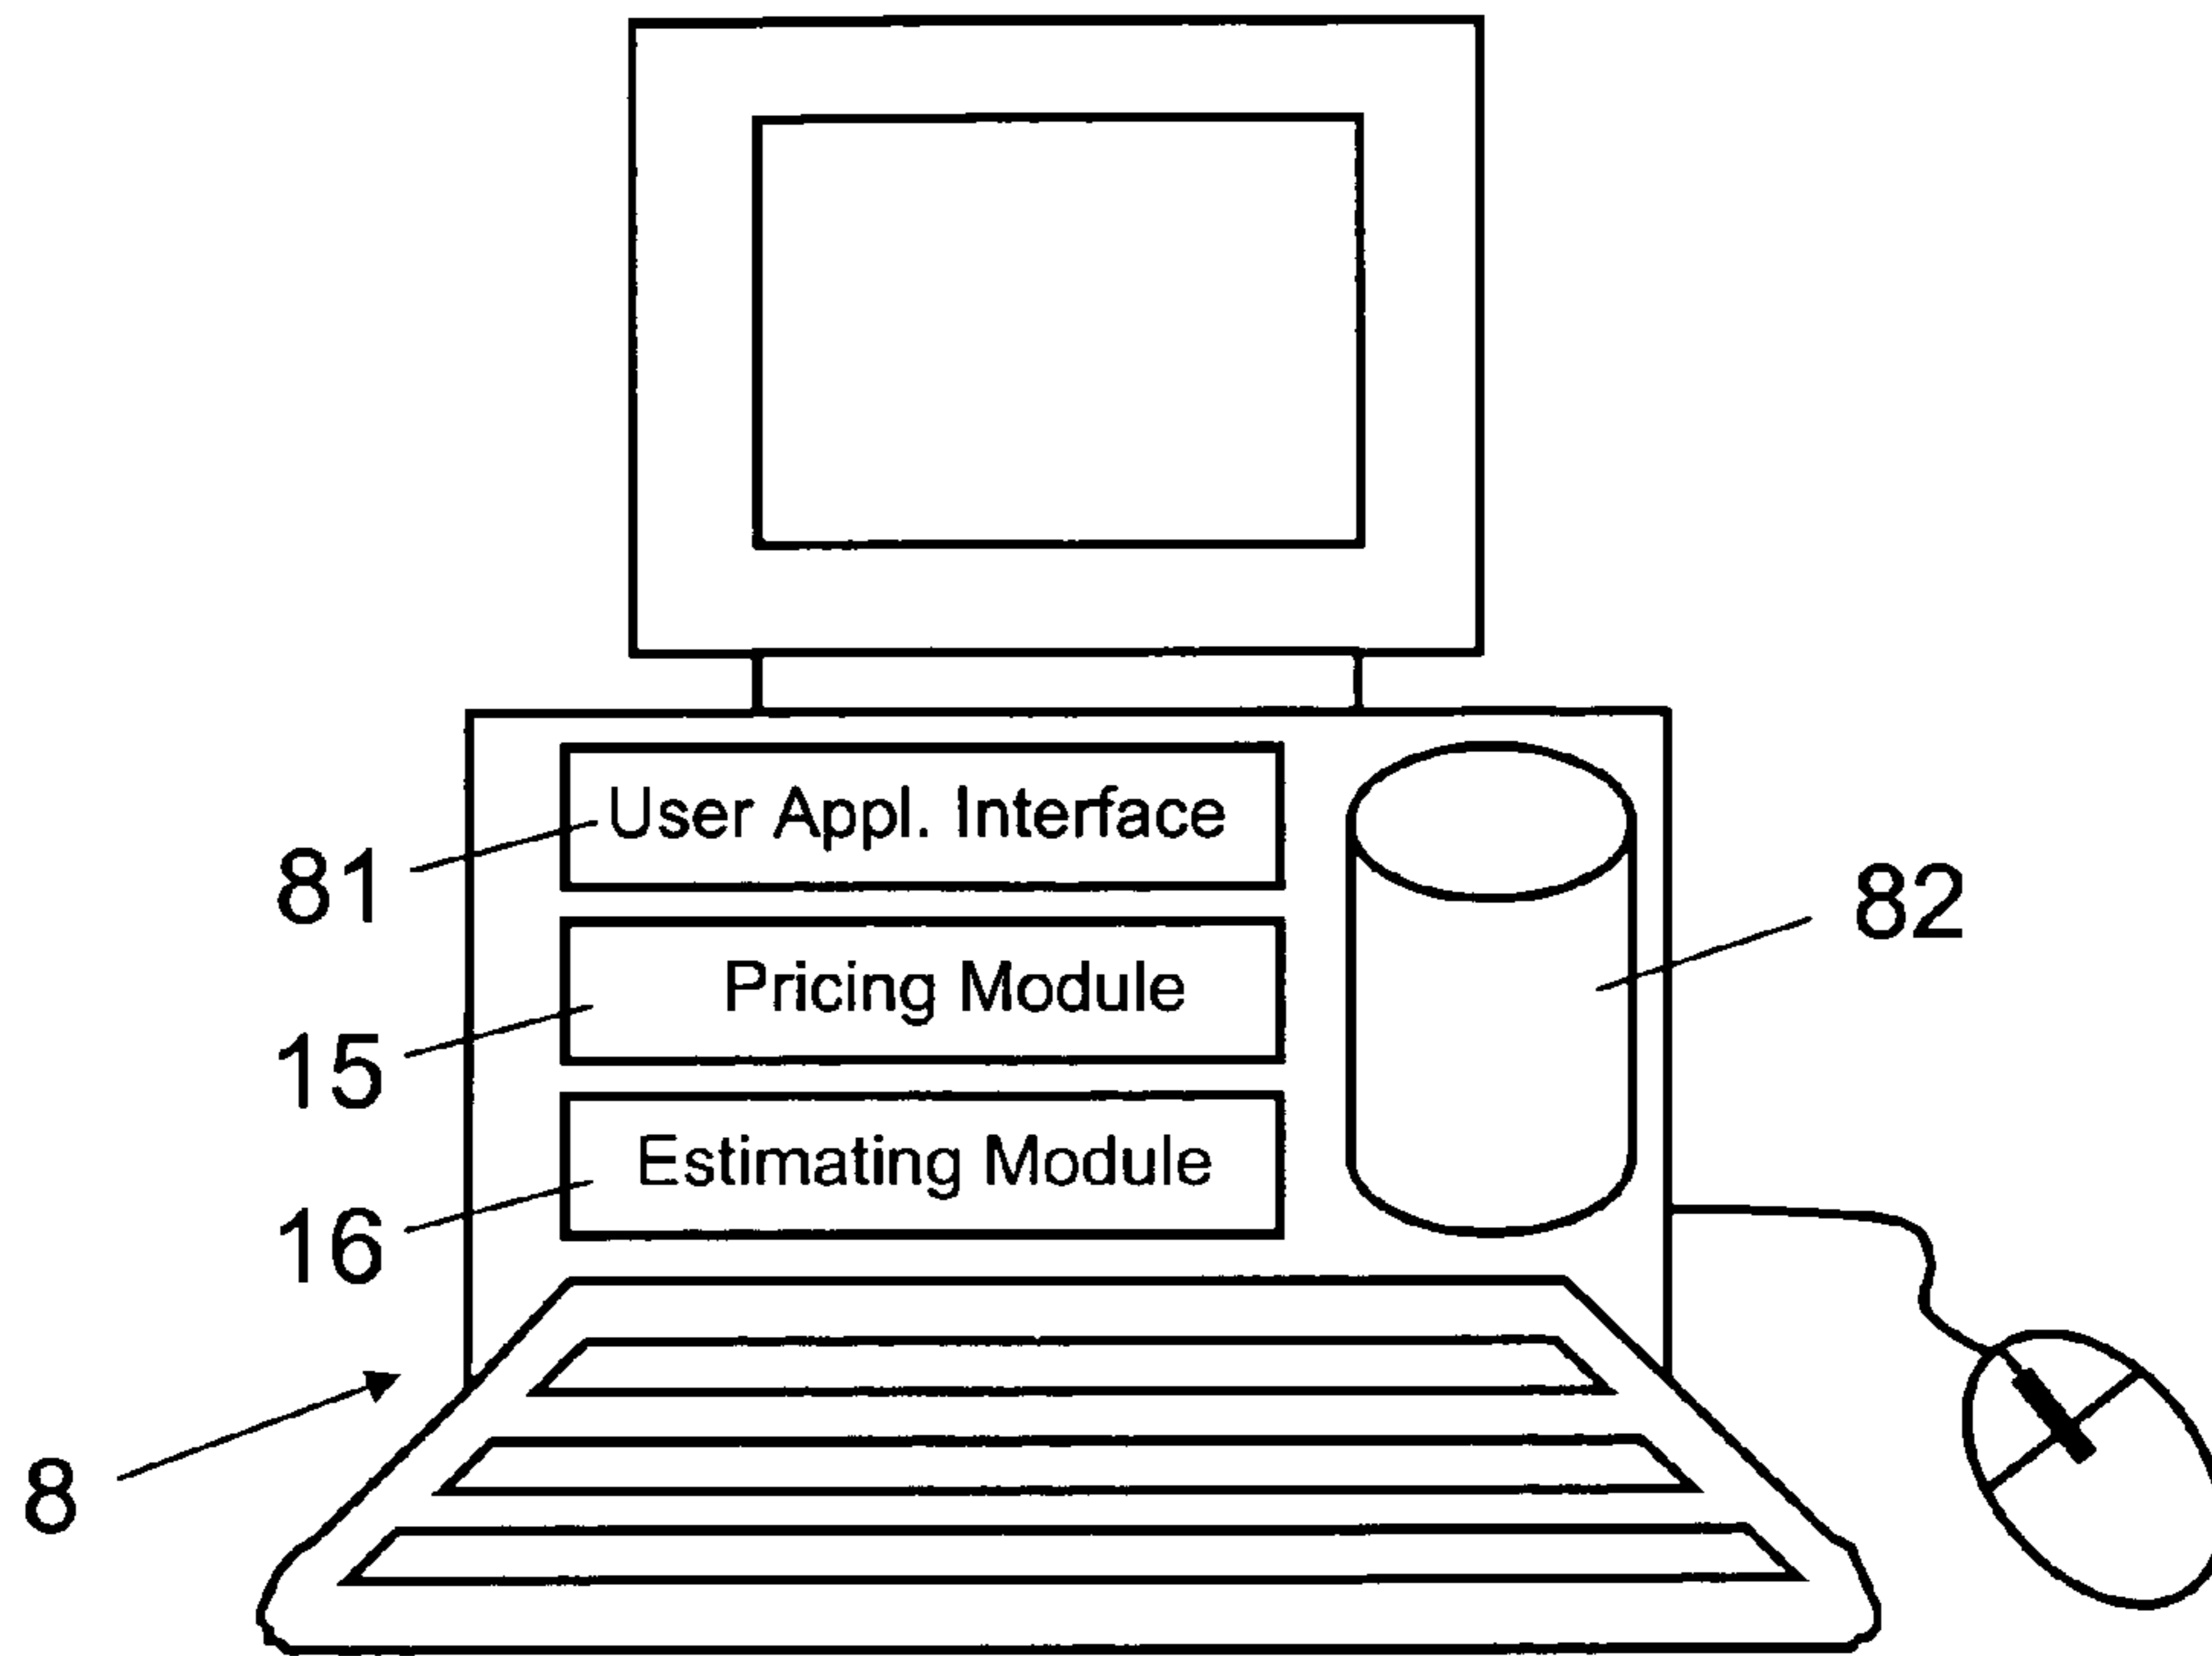 User Appl. Interface
81
82
Pricing Module
15
Estimating Module
16
8